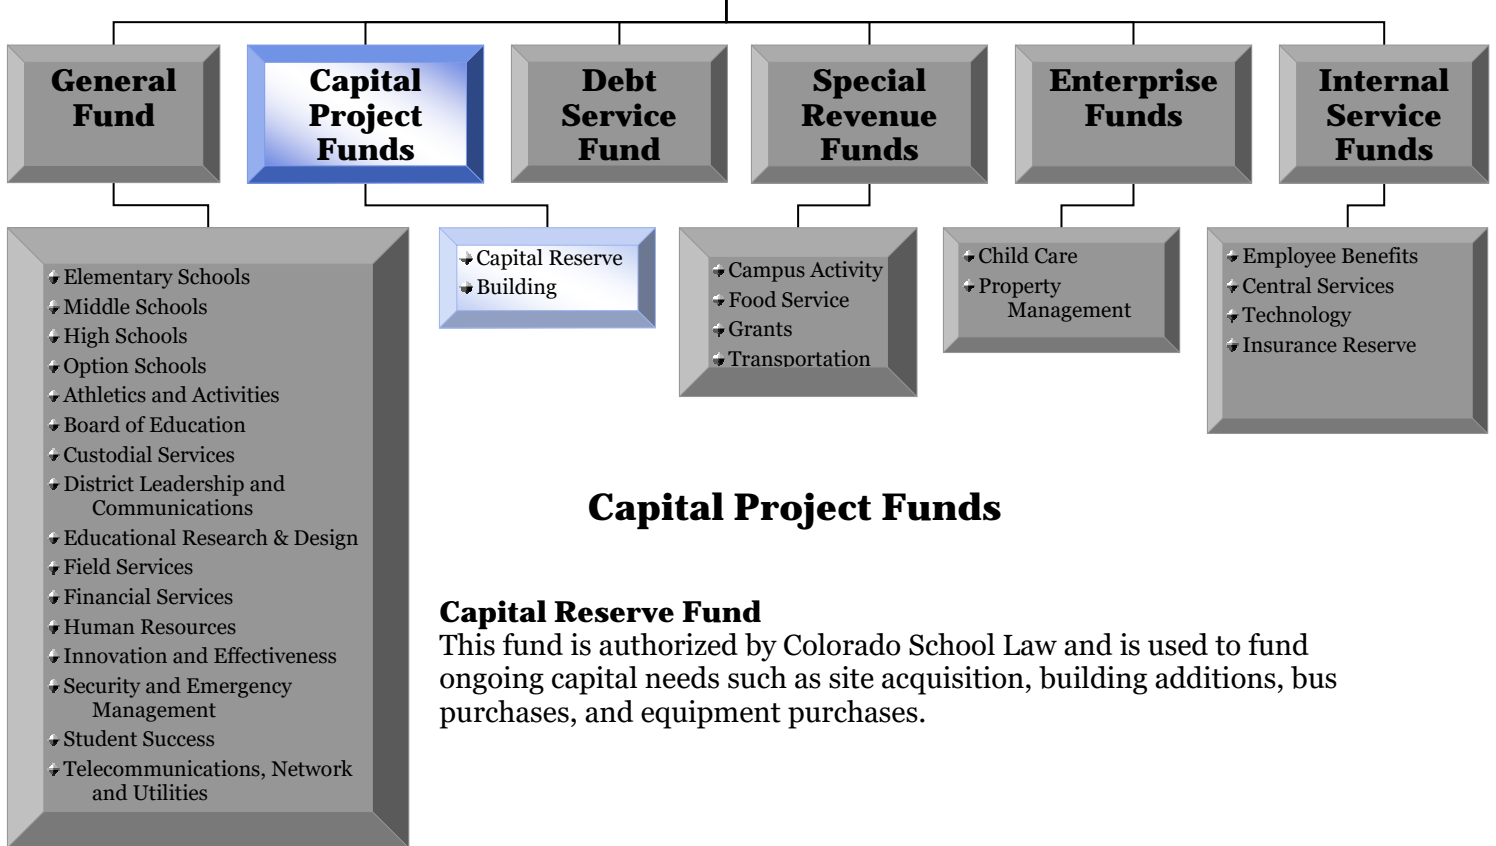 General
Fund
Capital
Project
Funds
Debt
Service
Fund
Special
Revenue
Funds
Enterprise
Funds
Internal
Service
Funds
Elementary Schools
Middle Schools
High Schools
Option Schools
Athletics and Activities
Board of Education
Custodial Services
District Leadership and
Communications
Educational Research & Design
Field Services
Financial Services
Human Resources
Innovation and Effectiveness
Security and Emergency
Management
Student Success
Telecommunications, Network
and Utilities
Capital Reserve
Building
Campus Activity
Food Service
Grants
Transportation
Child Care
Property
Management
Employee Benefits
Central Services
Technology
Insurance Reserve
Capital Project Funds
Capital Reserve Fund
This fund is authorized by Colorado School Law and is used to fund
ongoing capital needs such as site acquisition, building additions, bus
purchases, and equipment purchases.